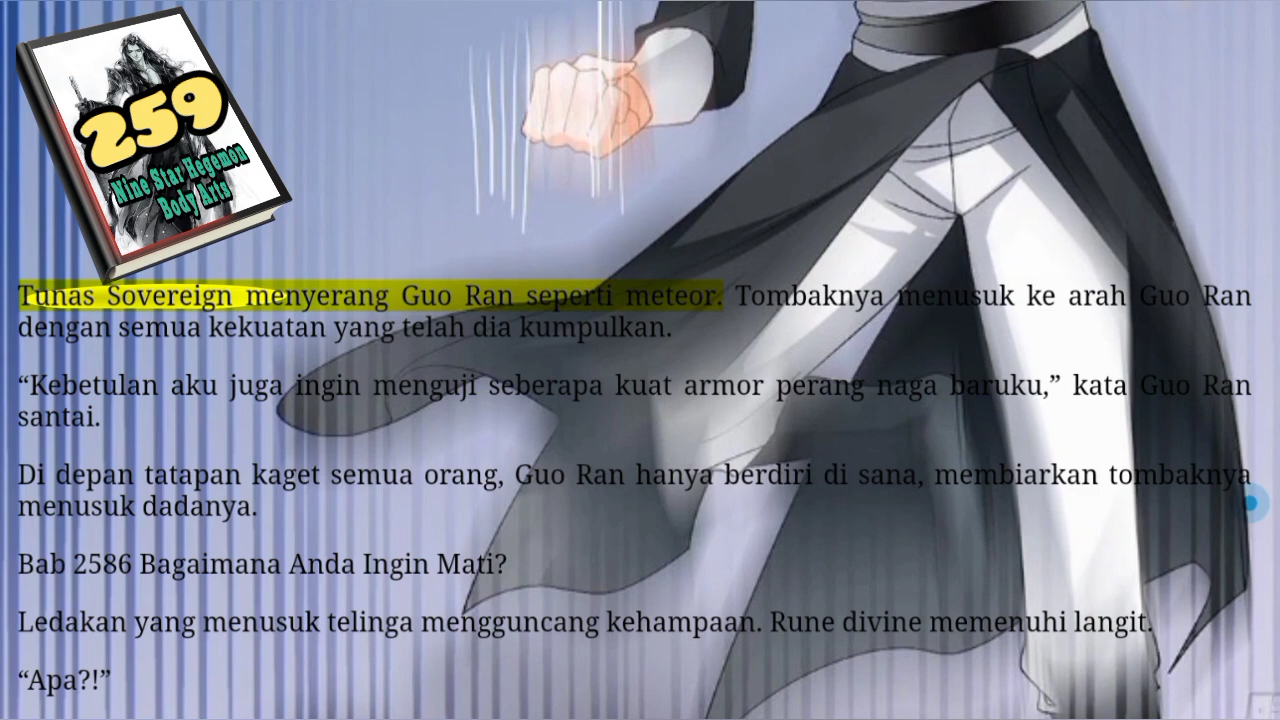 259
Nine Star Hegemon
Body Arts
Tunas Sovereign menyerang Guo Ran seperti meteor. Tombaknya menusuk ke arah Guo Ran
dengan semua kekuatan yang telah dia kumpulkan.
“Kebetulan aku juga ingin menguji seberapa kuat armor perang naga baruku,” kata Guo Ran
santai.
Di depan tatapan kaget semua orang, Guo Ran hanya berdiri di sana, membiarkan tombaknya
menusuk dadanya.
Bab 2586 Bagaimana Anda Ingin Mati?
Ledakan yang menusuk telinga mengguncang kehampaan. Rune divine memenuhi langit.
“Apa?!”